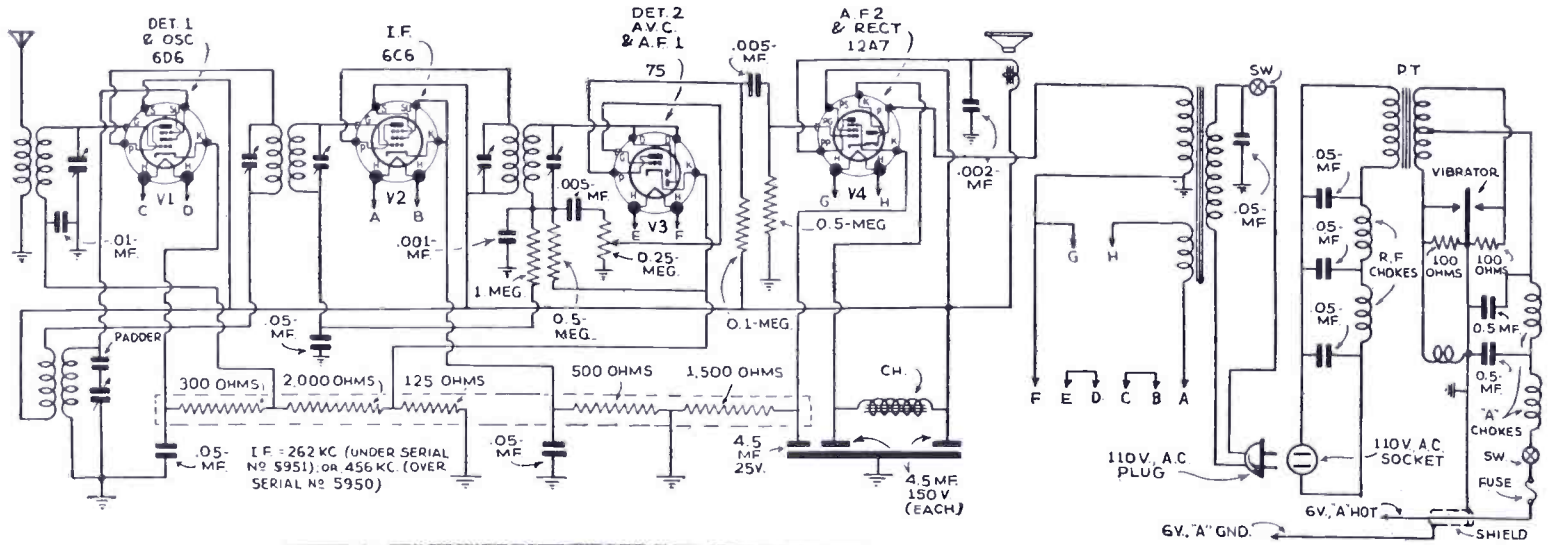 DET. 1
& OSC
6D6
I.F.
6C6
DET. 2
A.V.C.
& A.F.1
75
.005-
MF.
A.F.2
& RECT
12A7
SW
PT
G
P
S
SU
K
H
H
V1
C
D
G
P
S
SU
K
H
H
V2
A
B
G
P
D
D
K
H
H
V3
E
F
PS
K
P
PG
PP
K
H
H
V4
G
H
.01-
MF.
.001-
MF.
.005-
MF.
0.25-
MEG.
1 MEG.
0.5-
MEG.
0.1-MEG.
0.5-MEG
.002-
MF
.05-
MF.
G
H
.05-
MF.
.05-
MF.
.05-
MF.
R.F
CHOKES
VIBRATOR
100
OHMS
100
OHMS
0.5 MF.
0.5-
MF.
"A"
CHOKES
PADDER
.05-
MF.
300 OHMS
2,000 OHMS
125 OHMS
500 OHMS
1,500 OHMS
CH.
F
E
D
C
B
A
.05-
MF.
I.F. = 262 KC (UNDER SERIAL
Nº 5951); OR 456 KC. (OVER
SERIAL Nº 5950)
.05-
MF.
4.5
MF.
25V.
4.5 MF.
150 V
(EACH)
110V., A.C
PLUG
110 V. A.C.
SOCKET
SW.
FUSE
6V., "A" HOT
6V., "A" GND.
SHIELD